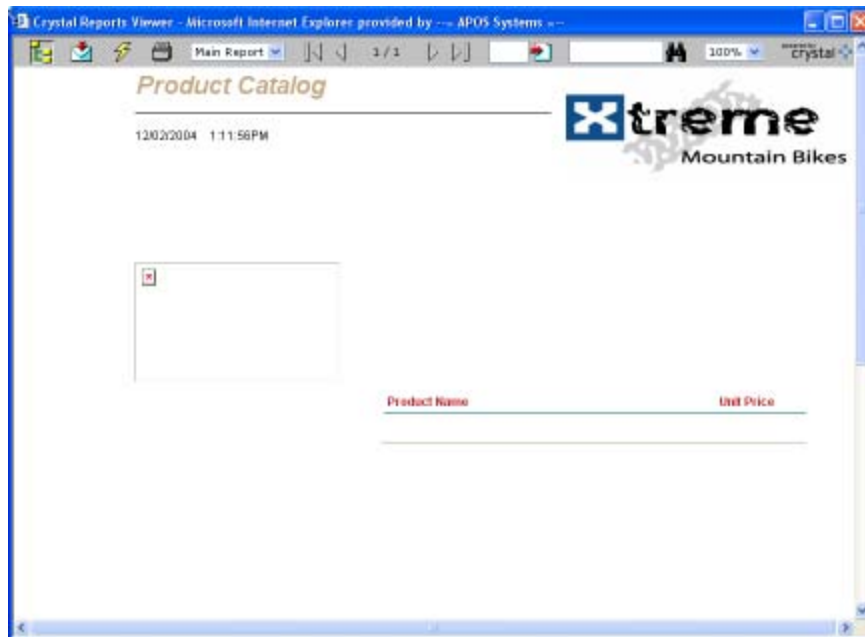 Crystal Reports Viewer - Microsoft Internet Explorer provided by --= APOS Systems =--
Main Report 1/1 100% crystal
Product Catalog
12/02/2004 1:11:56PM
Xtreme
Mountain Bikes
Product Name Unit Price